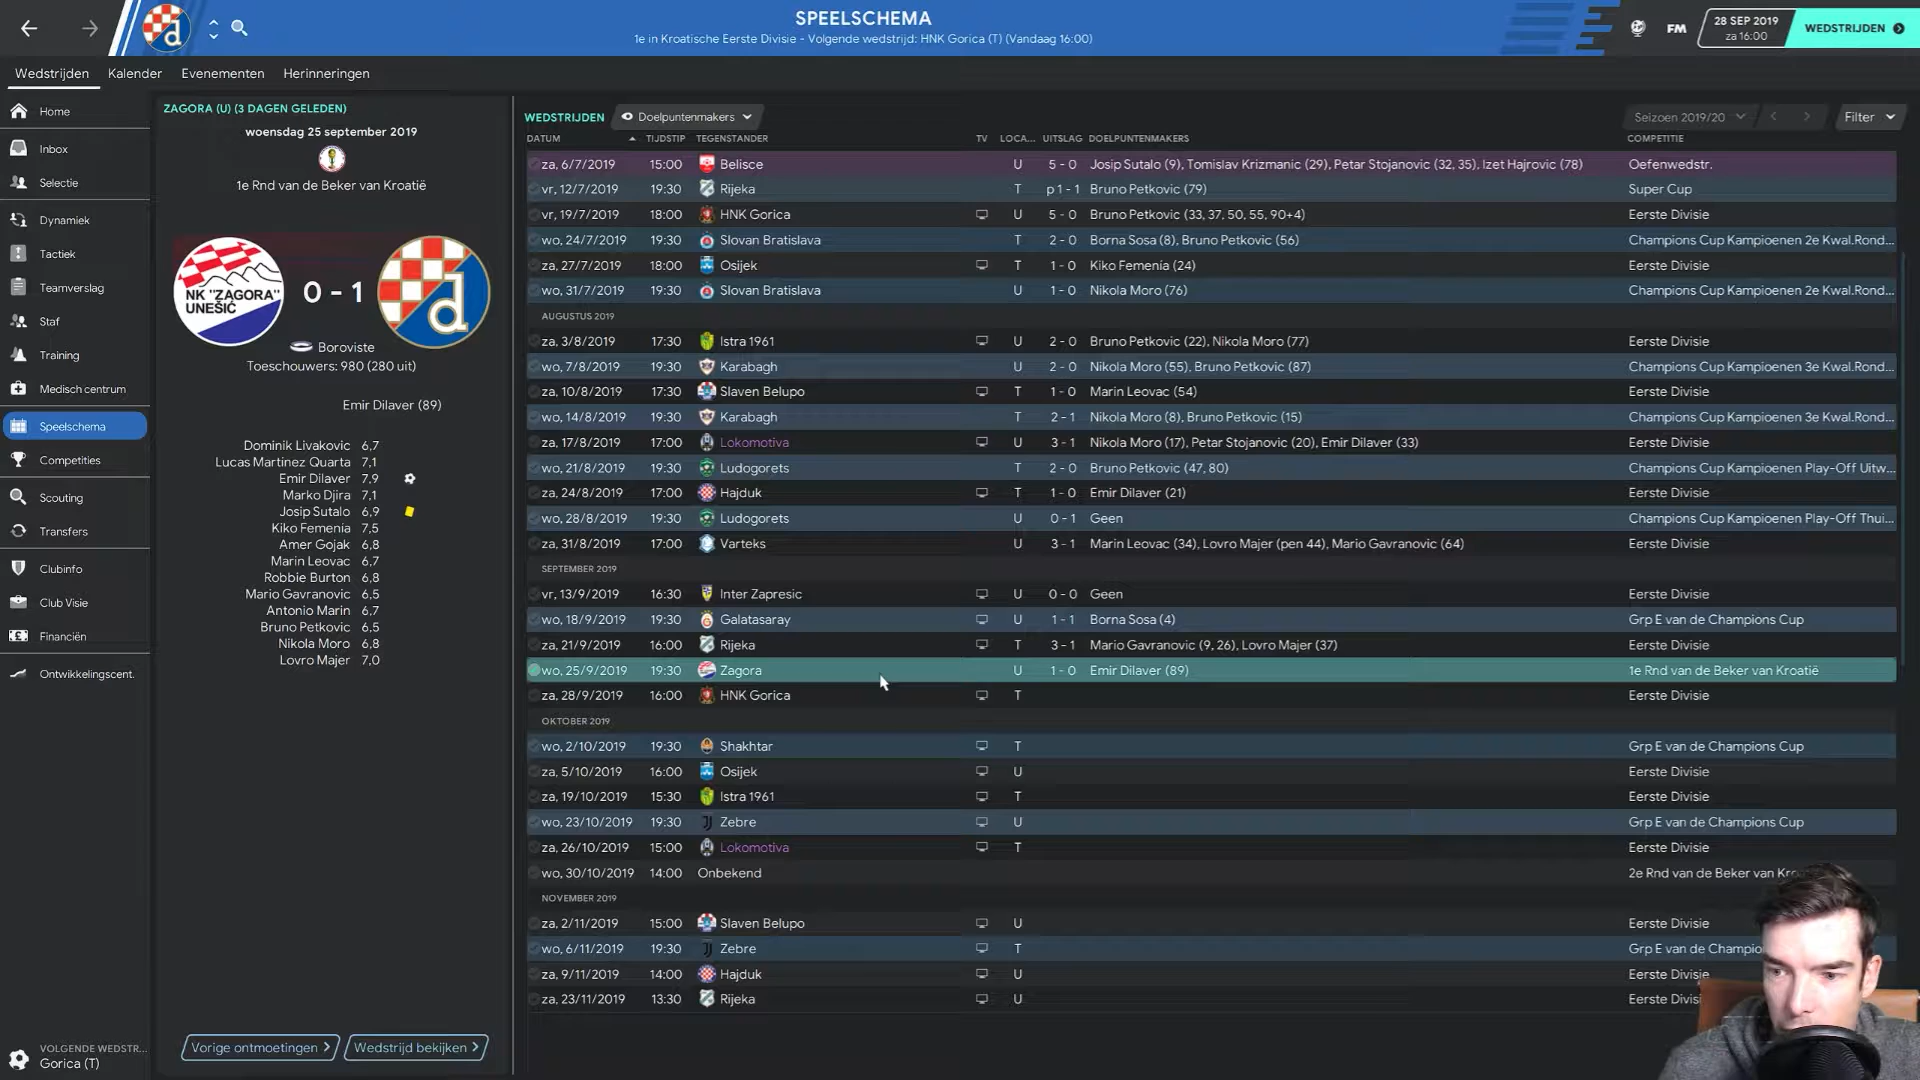 SPEELSCHEMA
1e in Kroatische Eerste Divisie - Volgende wedstrijd: HNK Gorica (T) (Vandaag 16:00)
FM
28 SEP 2019
za 16:00
WEDSTRIJDEN
Wedstrijden Kalender Evenementen Herinneringen
Home
Inbox
Selectie
Dynamiek
Tactiek
Teamverslag
Staf
Training
Medisch centrum
Speelschema
Competities
Scouting
Transfers
Clubinfo
Club Visie
Financiën
Ontwikkelingscent.
VOLGENDE WEDSTR...
Gorica (T)
ZAGORA (U) (3 DAGEN GELEDEN)
woensdag 25 september 2019
1e Rnd van de Beker van Kroatië
NK "ZAGORA"
UNEŠIĆ
0 - 1
d
Boroviste
Toeschouwers: 980 (280 uit)
Emir Dilaver (89)
Dominik Livakovic 6,7
Lucas Martinez Quarta 7,1
Emir Dilaver 7,9
Marko Djira 7,1
Josip Sutalo 6,9
Kiko Femenía 7,5
Amer Gojak 6,8
Marin Leovac 6,7
Robbie Burton 6,8
Mario Gavranovic 6,5
Antonio Marin 6,7
Bruno Petkovic 6,5
Nikola Moro 6,8
Lovro Majer 7,0
Vorige ontmoetingen
Wedstrijd bekijken
WEDSTRIJDEN Doelpuntenmakers Seizoen 2019/20 Filter
DATUM TIJDSTIP TEGENSTANDER TV LOCA... UITSLAG DOELPUNTENMAKERS COMPETITIE
za, 6/7/2019 15:00 Belisce U 5 - 0 Josip Sutalo (9), Tomislav Krizmanic (29), Petar Stojanovic (32, 35), Izet Hajrovic (78) Oefenwedstr.
vr, 12/7/2019 19:30 Rijeka T p 1 - 1 Bruno Petkovic (79) Super Cup
vr, 19/7/2019 18:00 HNK Gorica U 5 - 0 Bruno Petkovic (33, 37, 50, 55, 90+4) Eerste Divisie
wo, 24/7/2019 19:30 Slovan Bratislava T 2 - 0 Borna Sosa (8), Bruno Petkovic (56) Champions Cup Kampioenen 2e Kwal.Rond...
za, 27/7/2019 18:00 Osijek T 1 - 0 Kiko Femenía (24) Eerste Divisie
wo, 31/7/2019 19:30 Slovan Bratislava U 1 - 0 Nikola Moro (76) Champions Cup Kampioenen 2e Kwal.Rond...
AUGUSTUS 2019
za, 3/8/2019 17:30 Istra 1961 U 2 - 0 Bruno Petkovic (22), Nikola Moro (77) Eerste Divisie
wo, 7/8/2019 19:30 Karabagh U 2 - 0 Nikola Moro (55), Bruno Petkovic (87) Champions Cup Kampioenen 3e Kwal.Rond...
za, 10/8/2019 17:30 Slaven Belupo T 1 - 0 Marin Leovac (54) Eerste Divisie
wo, 14/8/2019 19:30 Karabagh T 2 - 1 Nikola Moro (8), Bruno Petkovic (15) Champions Cup Kampioenen 3e Kwal.Rond...
za, 17/8/2019 17:00 Lokomotiva U 3 - 1 Nikola Moro (17), Petar Stojanovic (20), Emir Dilaver (33) Eerste Divisie
wo, 21/8/2019 19:30 Ludogorets T 2 - 0 Bruno Petkovic (47, 80) Champions Cup Kampioenen Play-Off Uitw...
za, 24/8/2019 17:00 Hajduk T 1 - 0 Emir Dilaver (21) Eerste Divisie
wo, 28/8/2019 19:30 Ludogorets U 0 - 1 Geen Champions Cup Kampioenen Play-Off Thui...
za, 31/8/2019 17:00 Varteks U 3 - 1 Marin Leovac (34), Lovro Majer (pen 44), Mario Gavranovic (64) Eerste Divisie
SEPTEMBER 2019
vr, 13/9/2019 16:30 Inter Zapresic U 0 - 0 Geen Eerste Divisie
wo, 18/9/2019 19:30 Galatasaray U 1 - 1 Borna Sosa (4) Grp E van de Champions Cup
za, 21/9/2019 16:00 Rijeka T 3 - 1 Mario Gavranovic (9, 26), Lovro Majer (37) Eerste Divisie
wo, 25/9/2019 19:30 Zagora U 1 - 0 Emir Dilaver (89) 1e Rnd van de Beker van Kroatië
za, 28/9/2019 16:00 HNK Gorica T Eerste Divisie
OKTOBER 2019
wo, 2/10/2019 19:30 Shakhtar T Grp E van de Champions Cup
za, 5/10/2019 16:00 Osijek U Eerste Divisie
za, 19/10/2019 15:30 Istra 1961 T Eerste Divisie
wo, 23/10/2019 19:30 Zebre U Grp E van de Champions Cup
za, 26/10/2019 15:00 Lokomotiva T Eerste Divisie
wo, 30/10/2019 14:00 Onbekend 2e Rnd van de Beker van Kro
NOVEMBER 2019
za, 2/11/2019 15:00 Slaven Belupo U Eerste Divisie
wo, 6/11/2019 19:30 Zebre T Grp E van de Champio
za, 9/11/2019 14:00 Hajduk U Eerste Divisie
za, 23/11/2019 13:30 Rijeka U Eerste Divisi